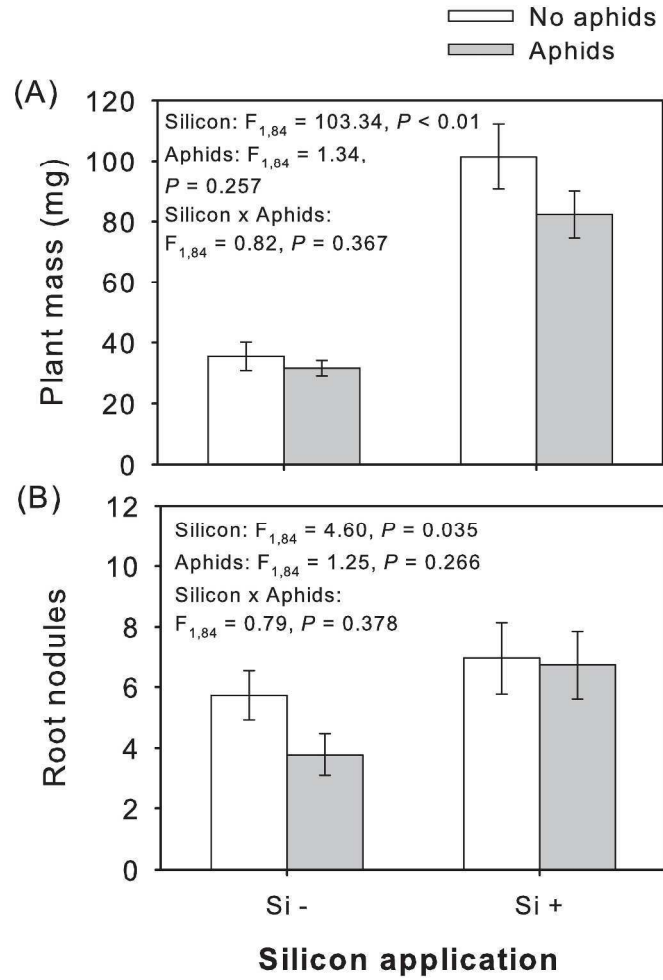 No aphids
Aphids
(A)
120
100
80
60
40
20
0
Plant mass (mg)
Silicon: F1,84 = 103.34, P < 0.01
Aphids: F1,84 = 1.34,
P = 0.257
Silicon x Aphids:
F1,84 = 0.82, P = 0.367
(B)
12
10
8
6
4
2
0
Root nodules
Silicon: F1,84 = 4.60, P = 0.035
Aphids: F1,84 = 1.25, P = 0.266
Silicon x Aphids:
F1,84 = 0.79, P = 0.378
Si - Si +
Silicon application